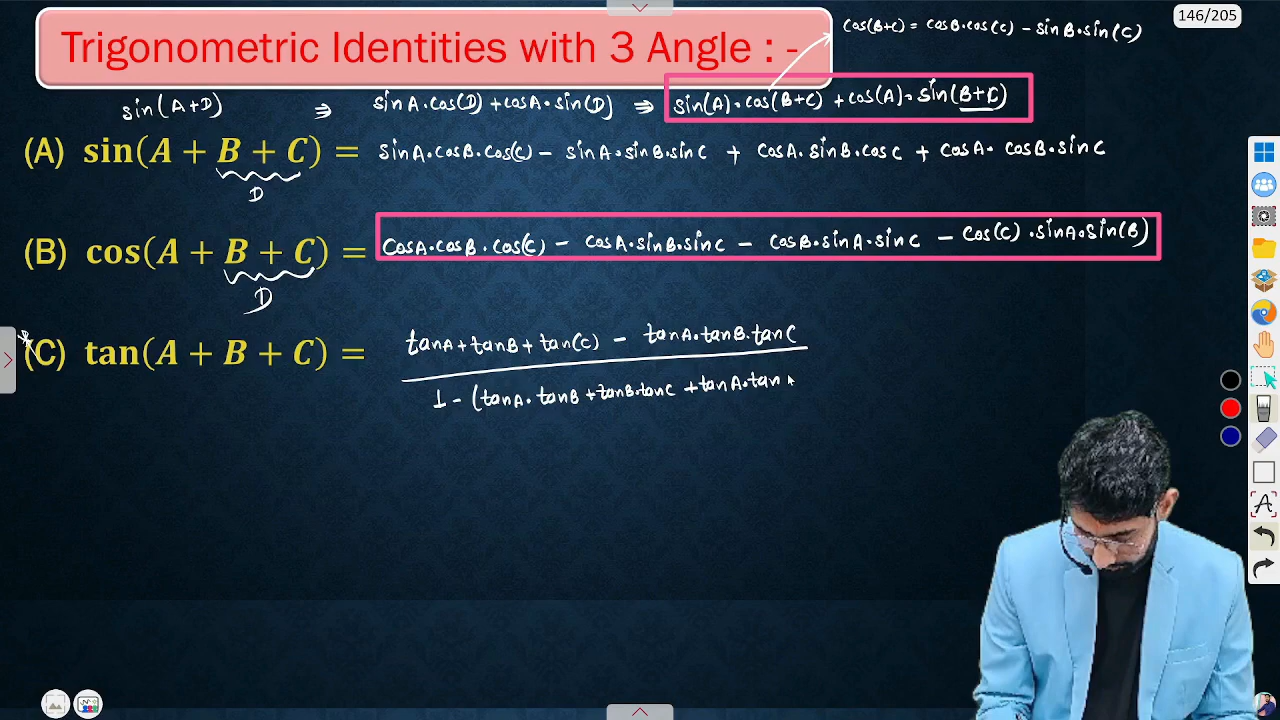 146/205
cos(B+C) = cosB·cos(C) - sinB·sin(C)
Trigonometric Identities with 3 Angle : -
sin(A+D) ⇒ sinA·cos(D) + cosA·sin(D) ⇒ sin(A)·cos(B+C) + cos(A)·sin(B+C)
(A) sin(A + B + C) = sinA·cosB·cos(C) - sinA·sinB·sinC + cosA·sinB·cosC + cosA·cosB·sinC
D
(B) cos(A + B + C) = cosA·cosB·cos(C) - cosA·sinB·sinC - cosB·sinA·sinC - cos(C)·sinA·sin(B)
D
tanA + tanB + tan(C) - tanA·tanB·tanC
(C) tan(A + B + C) =
1 - (tanA·tanB + tanB·tanC + tanA·tan
A